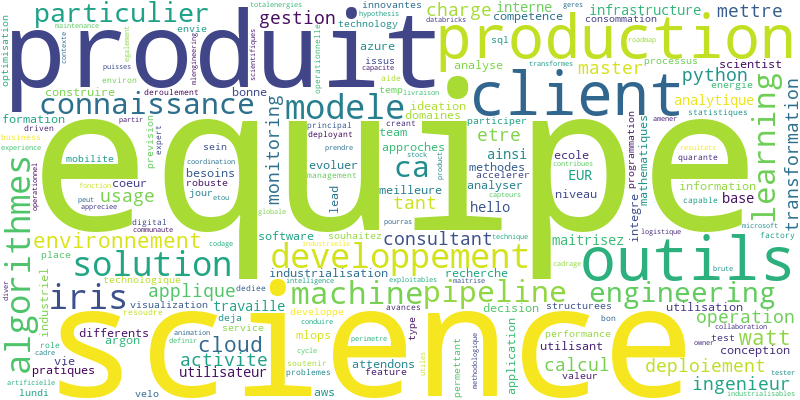 totalenergies hypothesis innovantes interne infrastructure databricks geres
particulier gestion charge competence mettre
maintenance envie technology consommation roadmap
optimisation contexte puisses egalement alengineering scientifiques operationnelle
produit production
azure sql processus scientist
issus analyse transformes energie
construire deroulement bonne capacite master python
environ aide client analytique transformation
connaissance modele temp livraison ideation statistiques
formation creant domaines
driven partir principal team participer
business expert deployant etre programmation mathematiques amener
experience prevision sein approches
equipe
mobilite coordination prendre evoluer ainsi ecole resultats learning
besoins stock methodes quarante
fonction coeur robuste management ca accelerer EUR information
algorithmes operationnel peut usage jour etou monitoring lead meilleure product analyser niveau integre capable base
appreciee contribues
digital globale tant hello logistique microsoft
communaute pourras capteurs factory
environnement codage software souhaitez consultant technique maitrisez
place industrielle developpement outils
solution technologique dediee industrialisation recherche cadrage brute
diver industriel intelligence exploitables maitrise
iris applique visualization machine pipeline engineering
resoudre travaille developpe avances decision structurees utilisation
differents animation deja conduire type performance bon collaboration operation
role argon definir service mlops perimetre utilisant owner test watt
science
cadre cloud cycle conception
vie activite soutenir attendons calcul deploiement
pratiques utilisateur problemes feature utiles permettant methodologique application valeur tester
artificielle ingenieur
lundi velo aws industrialisables